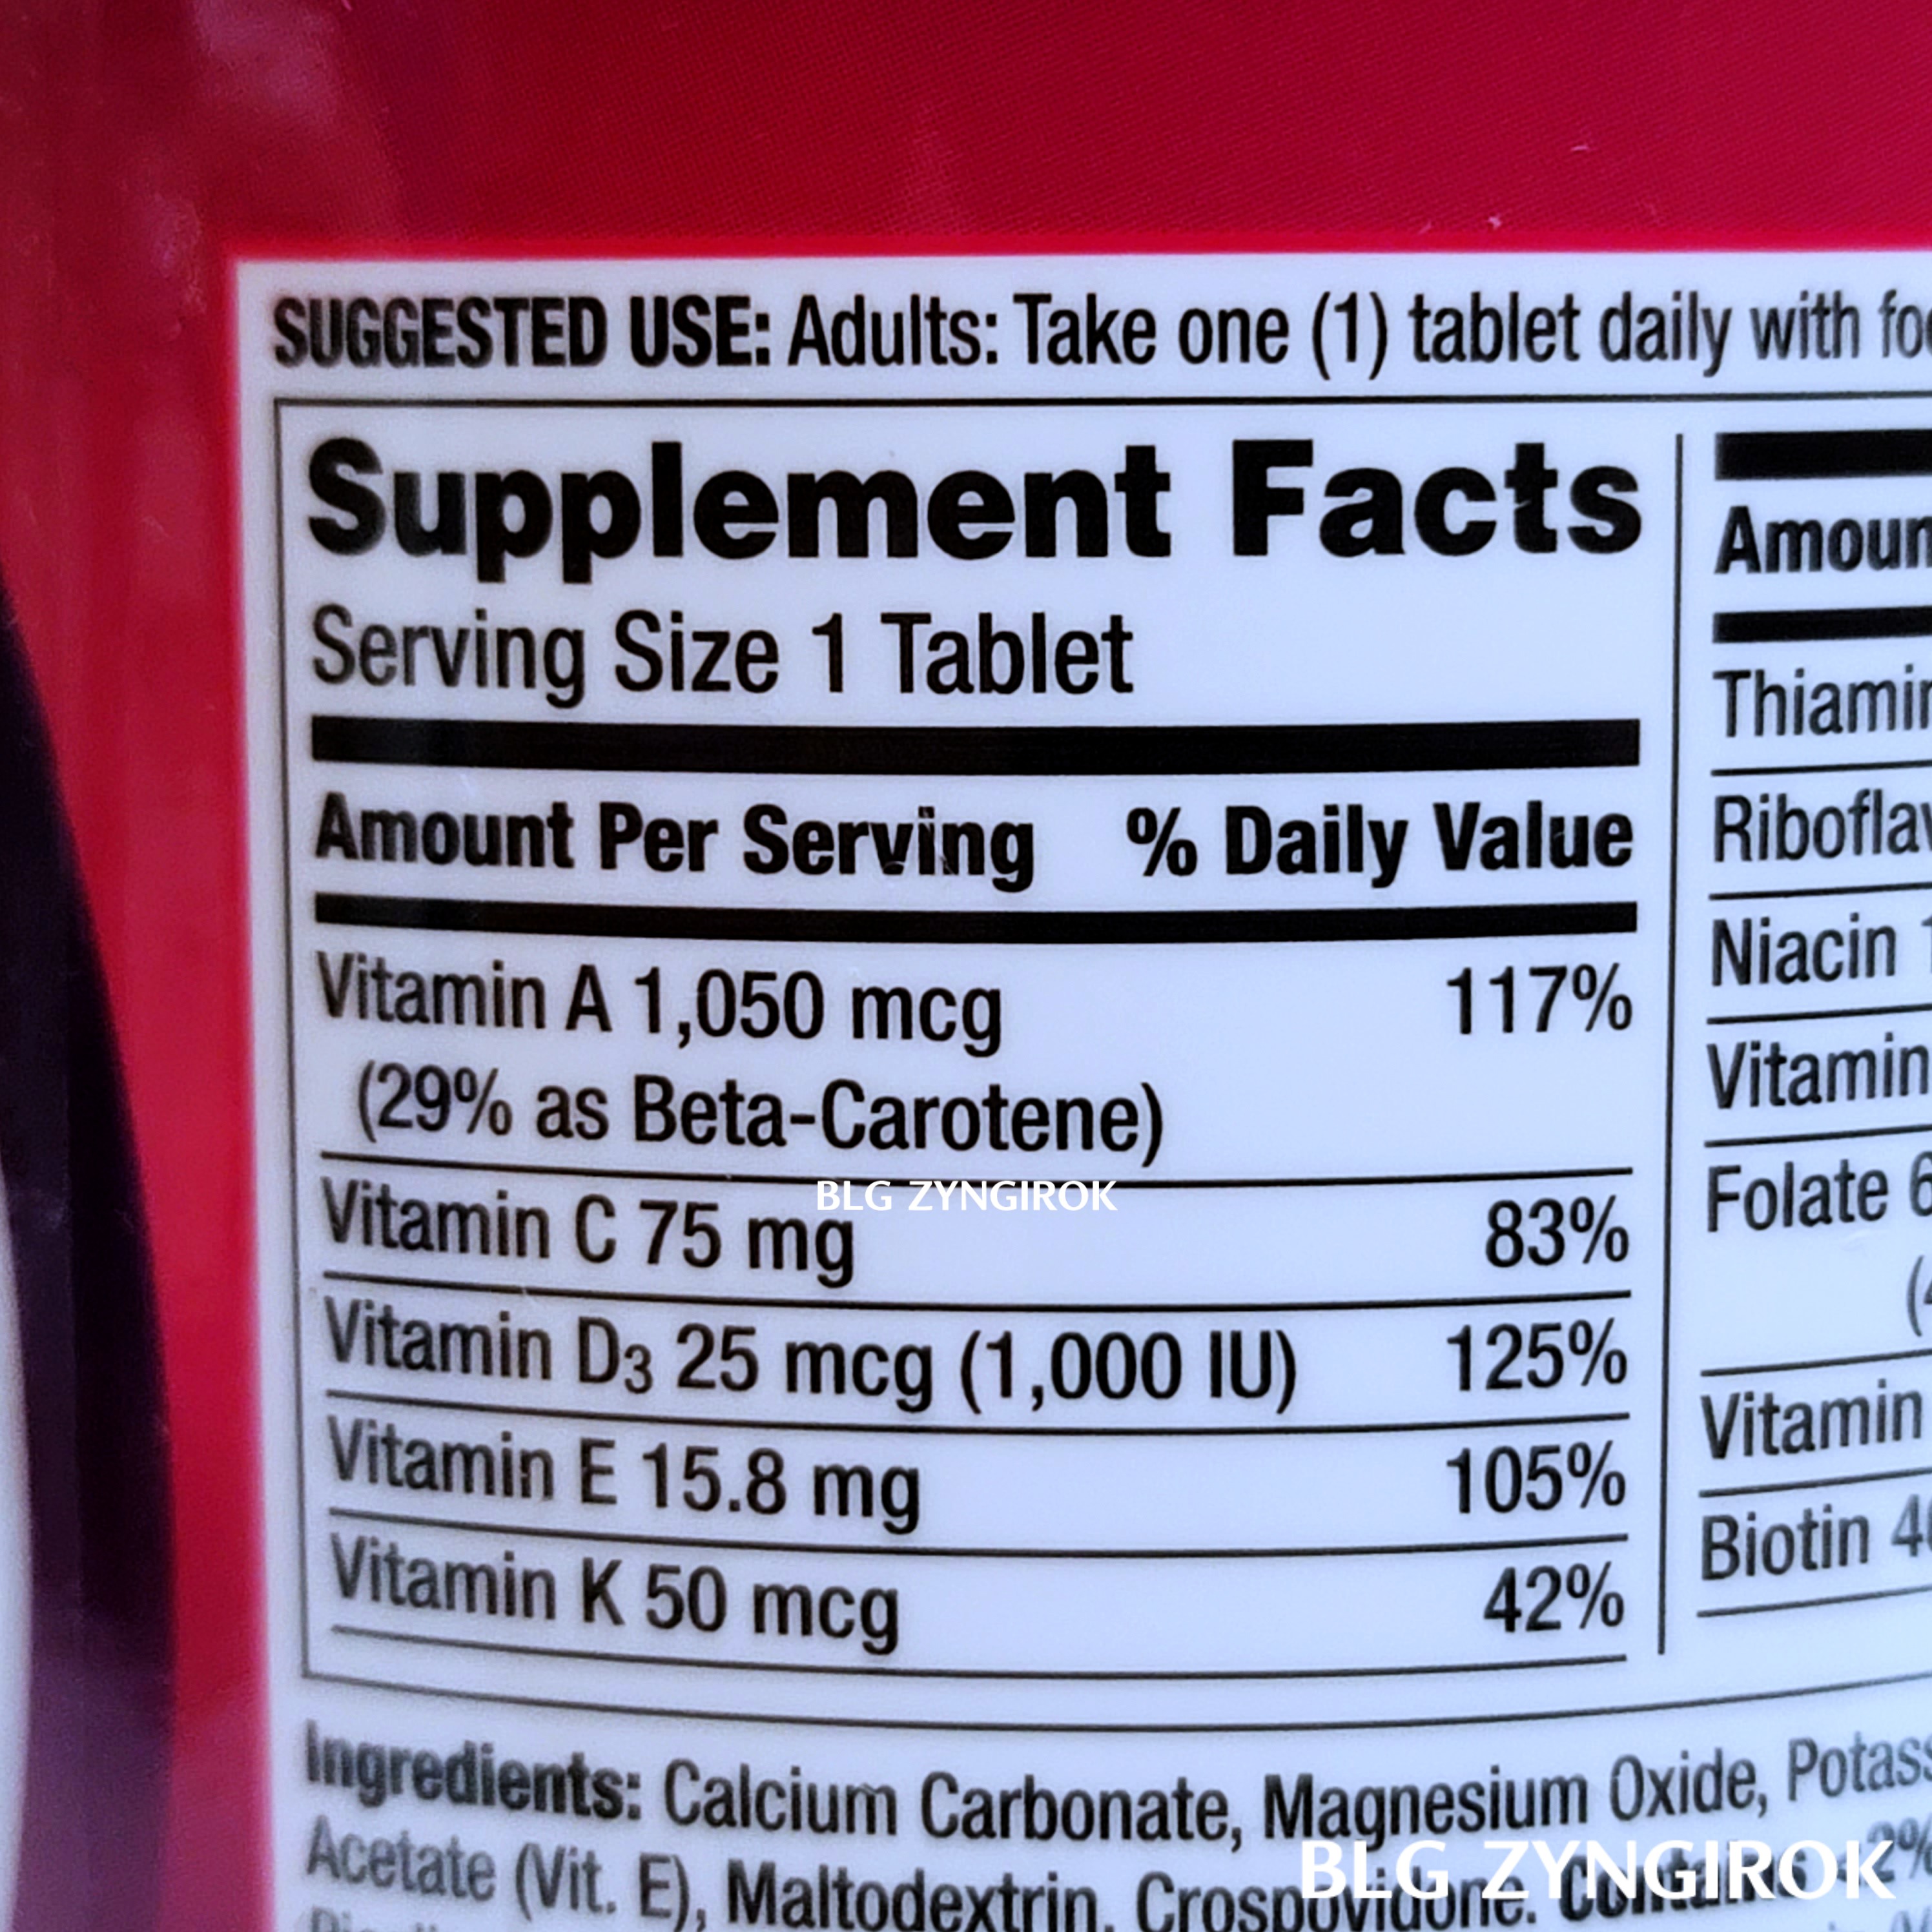 SUGGESTED USE: Adults: Take one (1) tablet daily with
Supplement Facts
Serving Size 1 Tablet
Amount Per Serving % Daily Value
Vitamin A 1,050 mcg 117%
(29% as Beta-Carotene)
Vitamin C 75 mg 83%
Vitamin D3 25 mcg (1,000 IU) 125%
Vitamin E 15.8 mg 105%
Vitamin K 50 mcg 42%
Niacin
Vitamin
Folate
Vitamin
Biotin
Ingredients: Calcium Carbonate, Magnesium Oxide,
Acetate (Vit. E), Maltodextrin, Crospovidone.
BLG ZYNGIROK
BLG ZYNGIROK